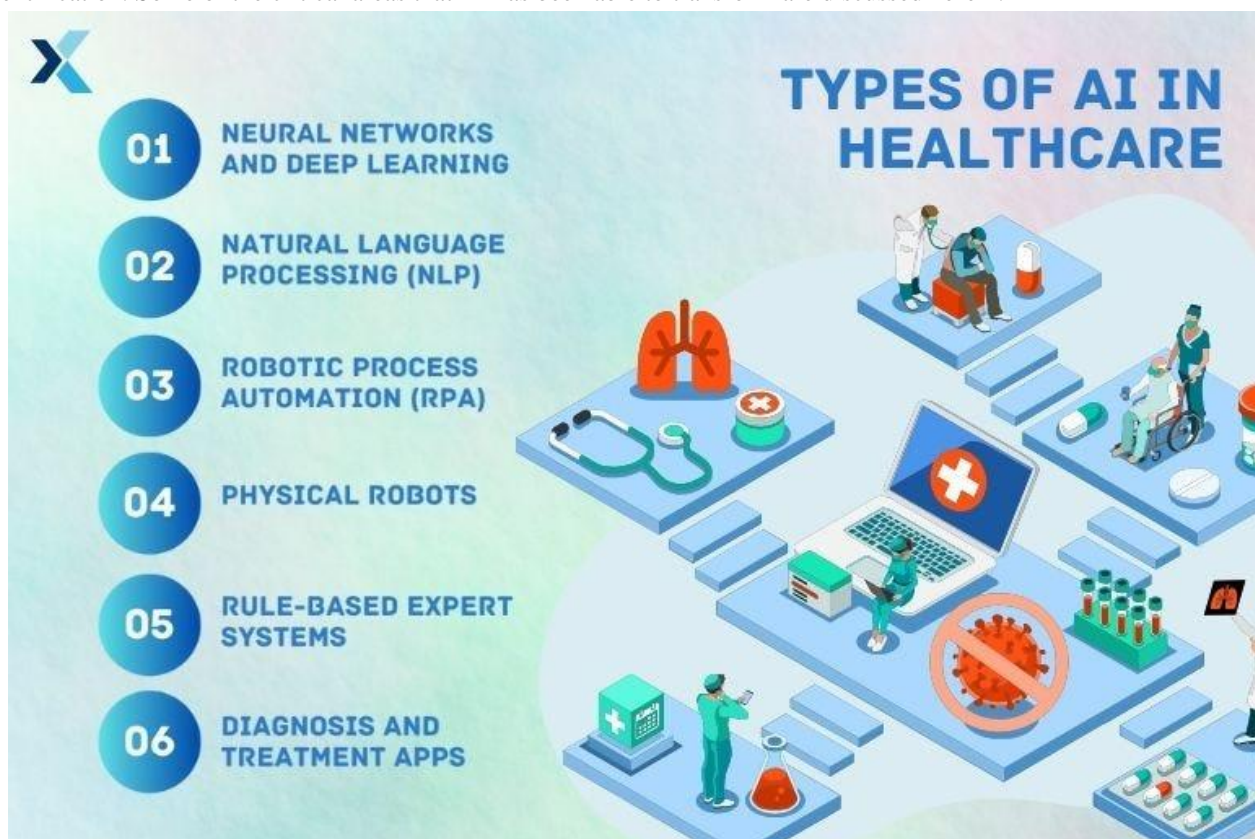 TYPES OF AI IN
HEALTHCARE
01
NEURAL NETWORKS
AND DEEP LEARNING
02
NATURAL LANGUAGE
PROCESSING (NLP)
03
ROBOTIC PROCESS
AUTOMATION (RPA)
04
PHYSICAL ROBOTS
05
RULE-BASED EXPERT
SYSTEMS
06
DIAGNOSIS AND
TREATMENT APPS